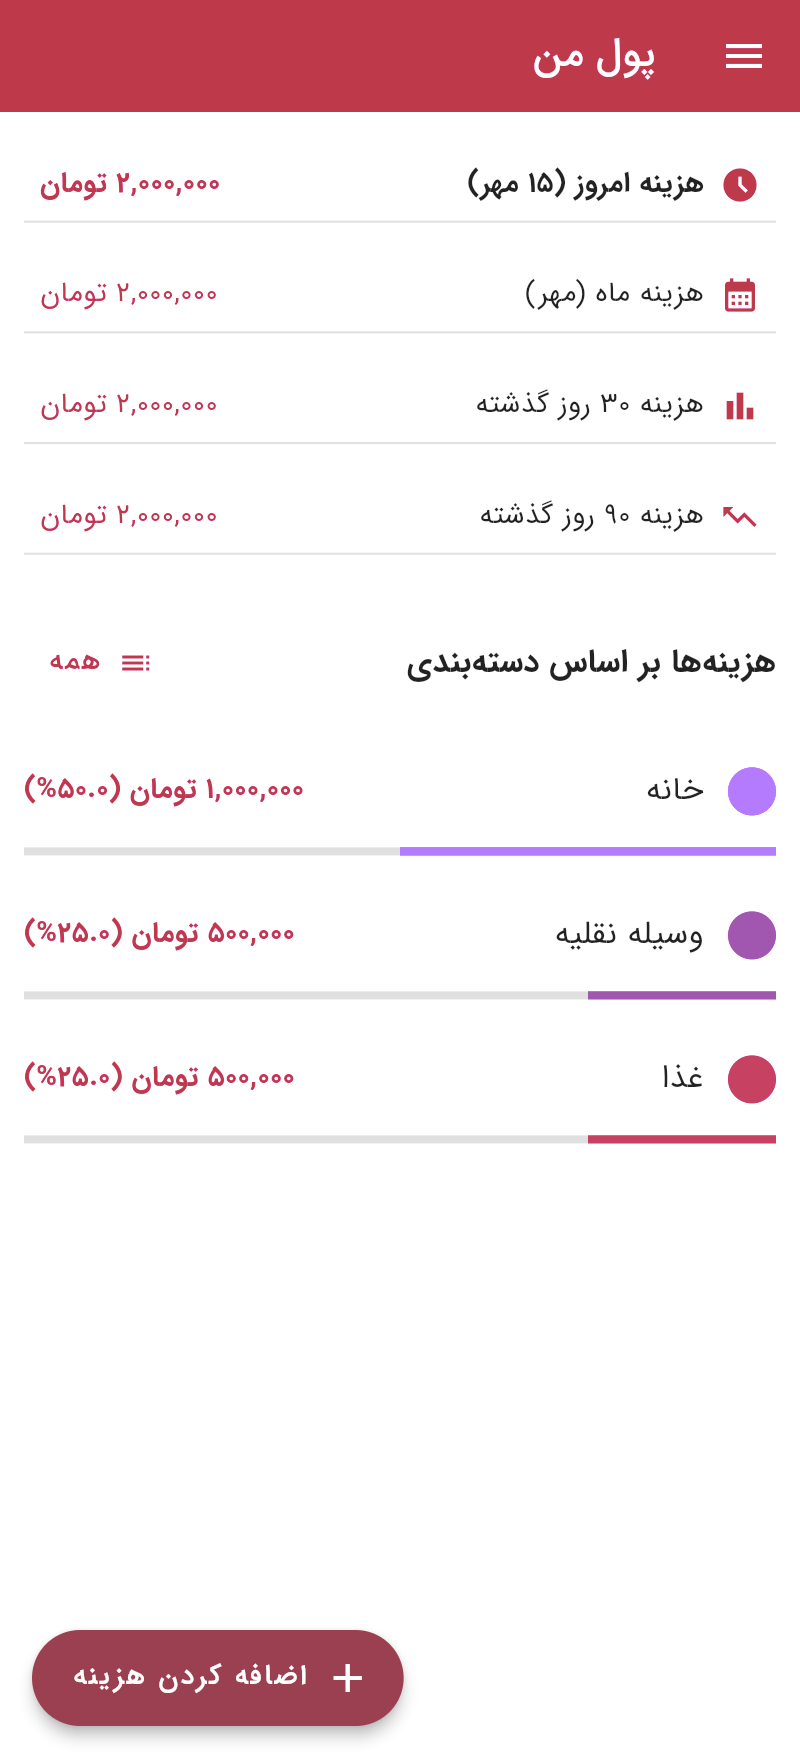 پول من
هزینه امروز (۱۵ مهر) ۲,۰۰۰,۰۰۰ تومان
هزینه ماه (مهر) ۲,۰۰۰,۰۰۰ تومان
هزینه ۳۰ روز گذشته ۲,۰۰۰,۰۰۰ تومان
هزینه ۹۰ روز گذشته ۲,۰۰۰,۰۰۰ تومان
هزینه‌ها بر اساس دسته‌بندی همه
خانه ۱,۰۰۰,۰۰۰ تومان (۵۰.۰%)
وسیله نقلیه ۵۰۰,۰۰۰ تومان (۲۵.۰%)
غذا ۵۰۰,۰۰۰ تومان (۲۵.۰%)
اضافه کردن هزینه